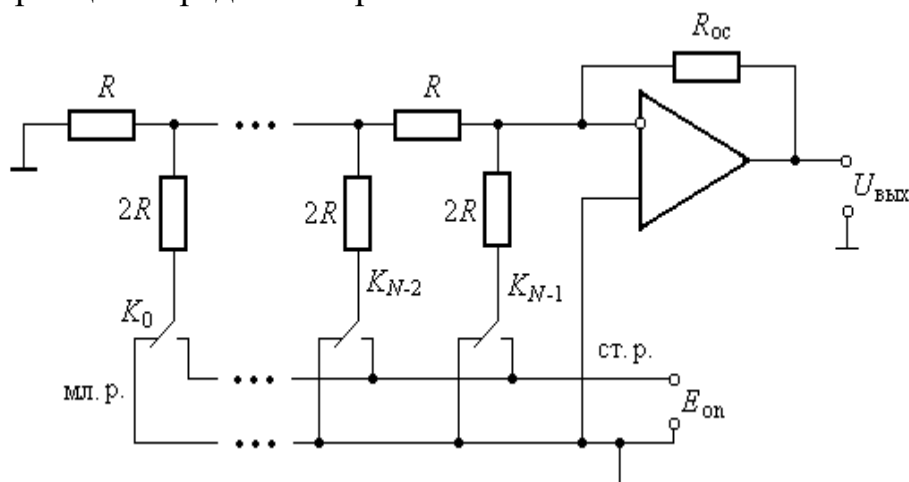 R_ос
R
R
2R
2R
2R
U_вых
K_N-2
K_N-1
K_0
ст. р.
мл. р.
E_оп